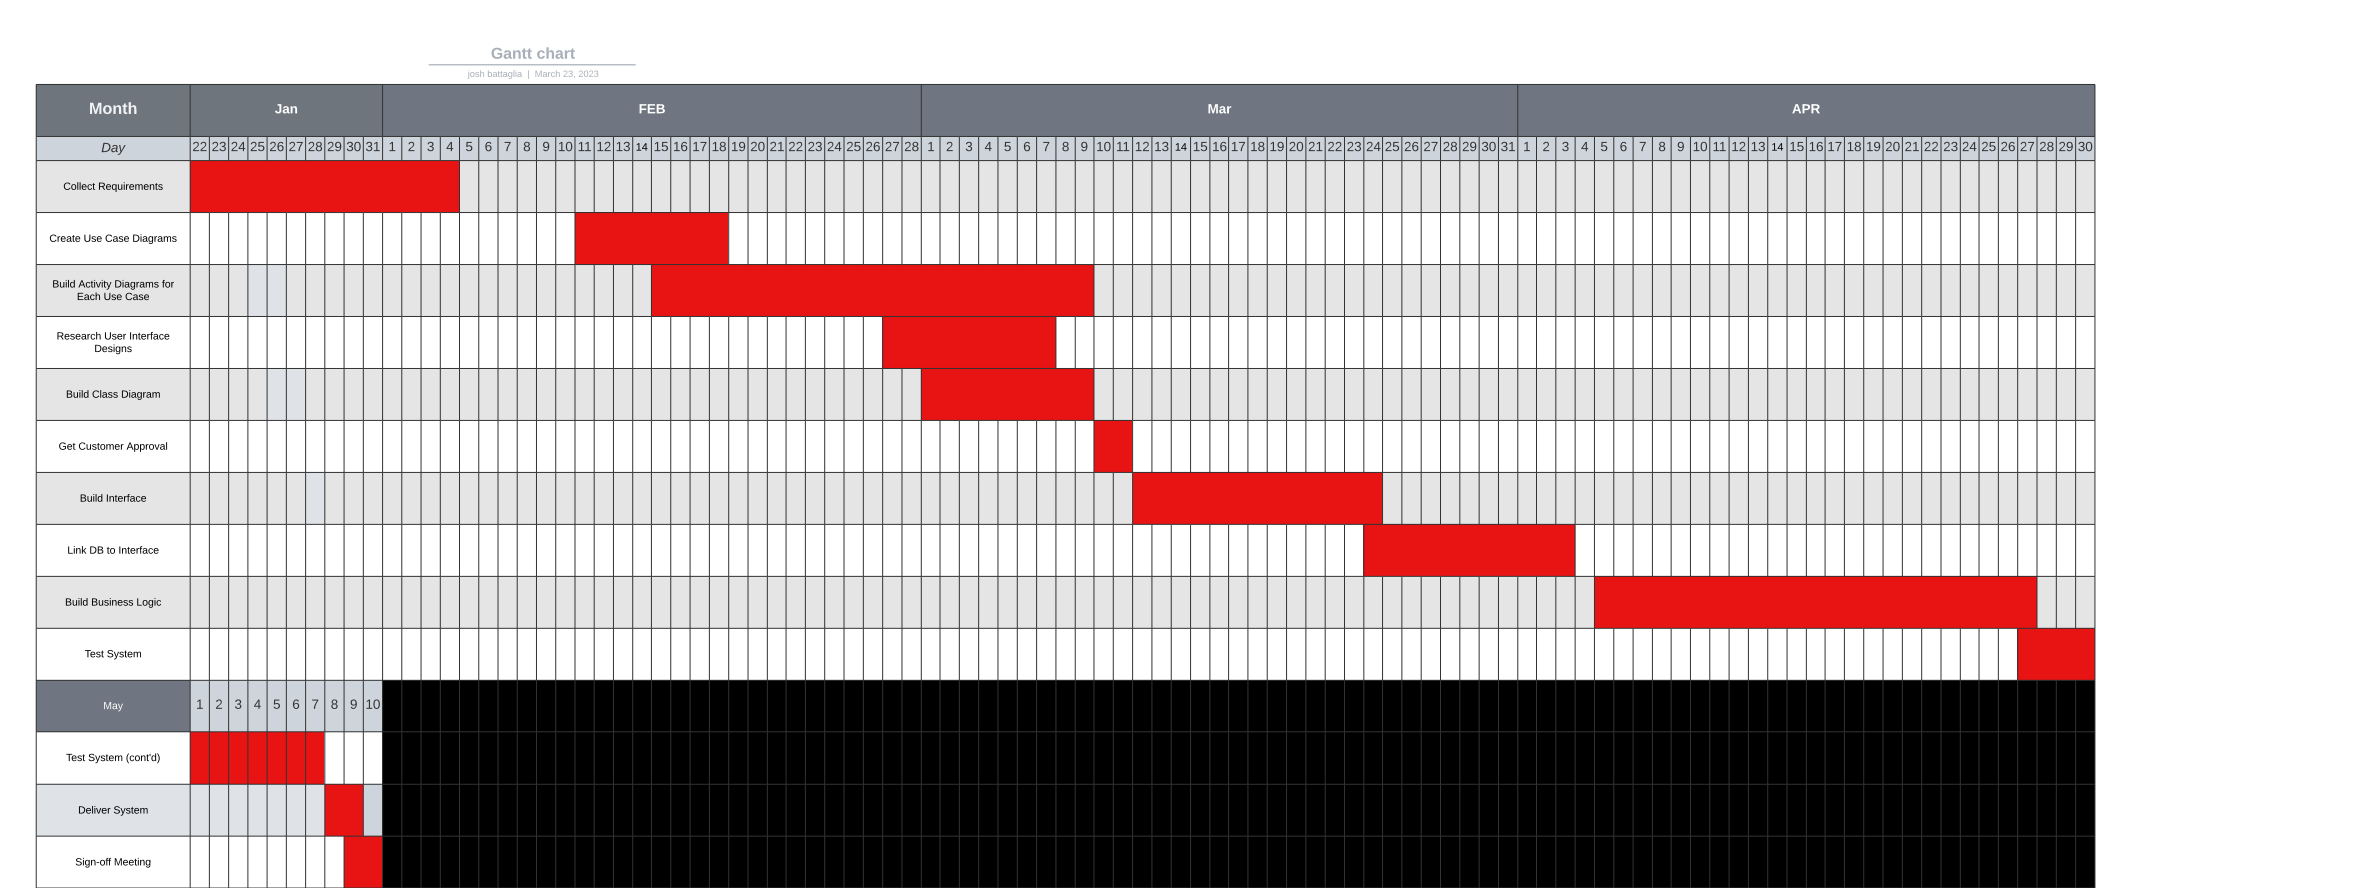 Gantt chart
josh battaglia | March 23, 2023
Month Jan FEB Mar APR
Day 22 23 24 25 26 27 28 29 30 31 1 2 3 4 5 6 7 8 9 10 11 12 13 14 15 16 17 18 19 20 21 22 23 24 25 26 27 28 1 2 3 4 5 6 7 8 9 10 11 12 13 14 15 16 17 18 19 20 21 22 23 24 25 26 27 28 29 30 31 1 2 3 4 5 6 7 8 9 10 11 12 13 14 15 16 17 18 19 20 21 22 23 24 25 26 27 28 29 30
Collect Requirements
Create Use Case Diagrams
Build Activity Diagrams for
Each Use Case
Research User Interface
Designs
Build Class Diagram
Get Customer Approval
Build Interface
Link DB to Interface
Build Business Logic
Test System
May 1 2 3 4 5 6 7 8 9 10
Test System (cont'd)
Deliver System
Sign-off Meeting